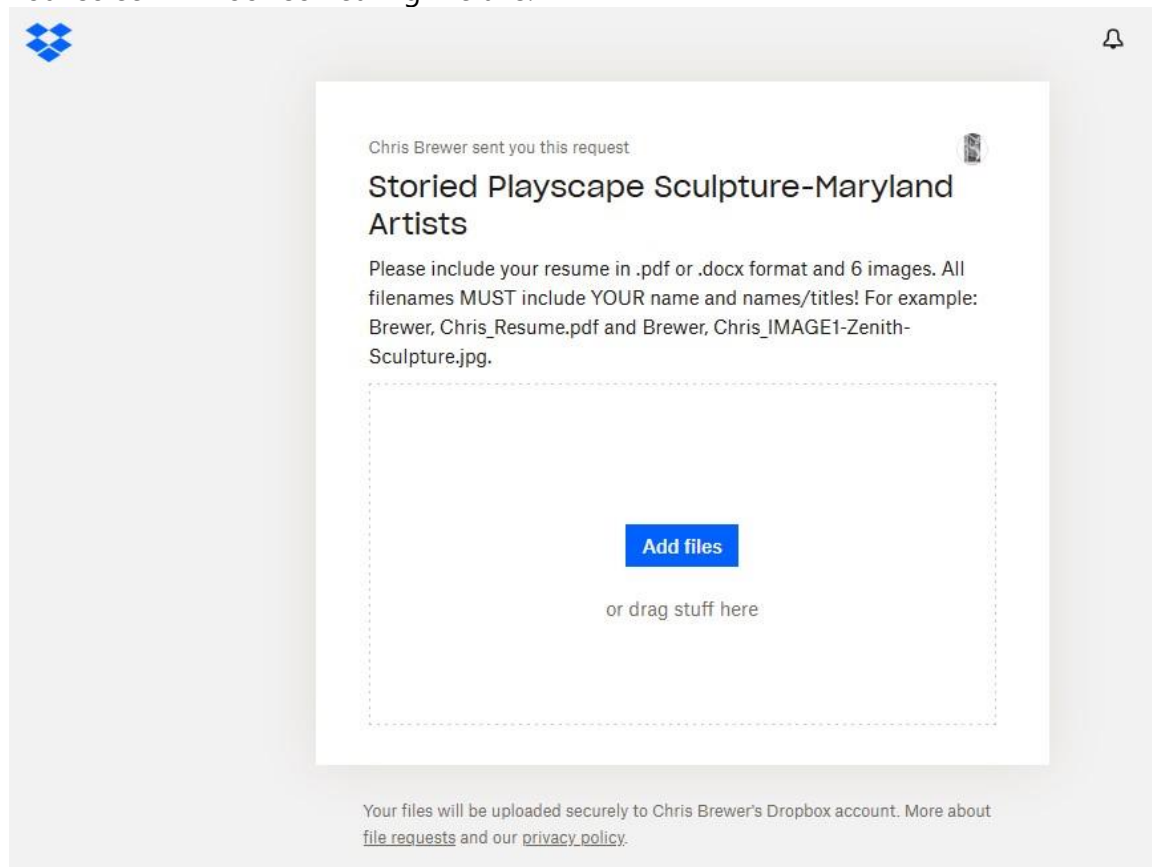 Chris Brewer sent you this request
Storied Playscape Sculpture-Maryland
Artists
Please include your resume in .pdf or .docx format and 6 images. All
filenames MUST include YOUR name and names/titles! For example:
Brewer, Chris_Resume.pdf and Brewer, Chris_IMAGE1-Zenith-
Sculpture.jpg.
Add files
or drag stuff here
Your files will be uploaded securely to Chris Brewer's Dropbox account. More about
file requests and our privacy policy.